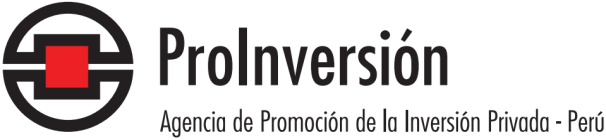 ProInversión
Agencia de Promoción de la Inversión Privada - Perú